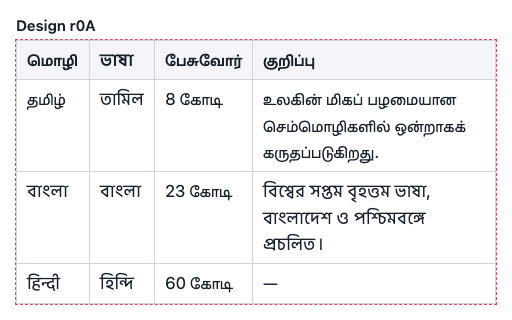 Design r0A
மொழி ভাষা பேசுவோர் குறிப்பு
தமிழ் তামিল 8 கோடி உலகின் மிகப் பழமையான
செம்மொழிகளில் ஒன்றாகக்
கருதப்படுகிறது.
বাংলা বাংলা 23 கோடி বিশ্বের সপ্তম বৃহত্তম ভাষা,
বাংলাদেশ ও পশ্চিমবঙ্গে
প্রচলিত।
हिन्दी হিন্দি 60 கோடி —